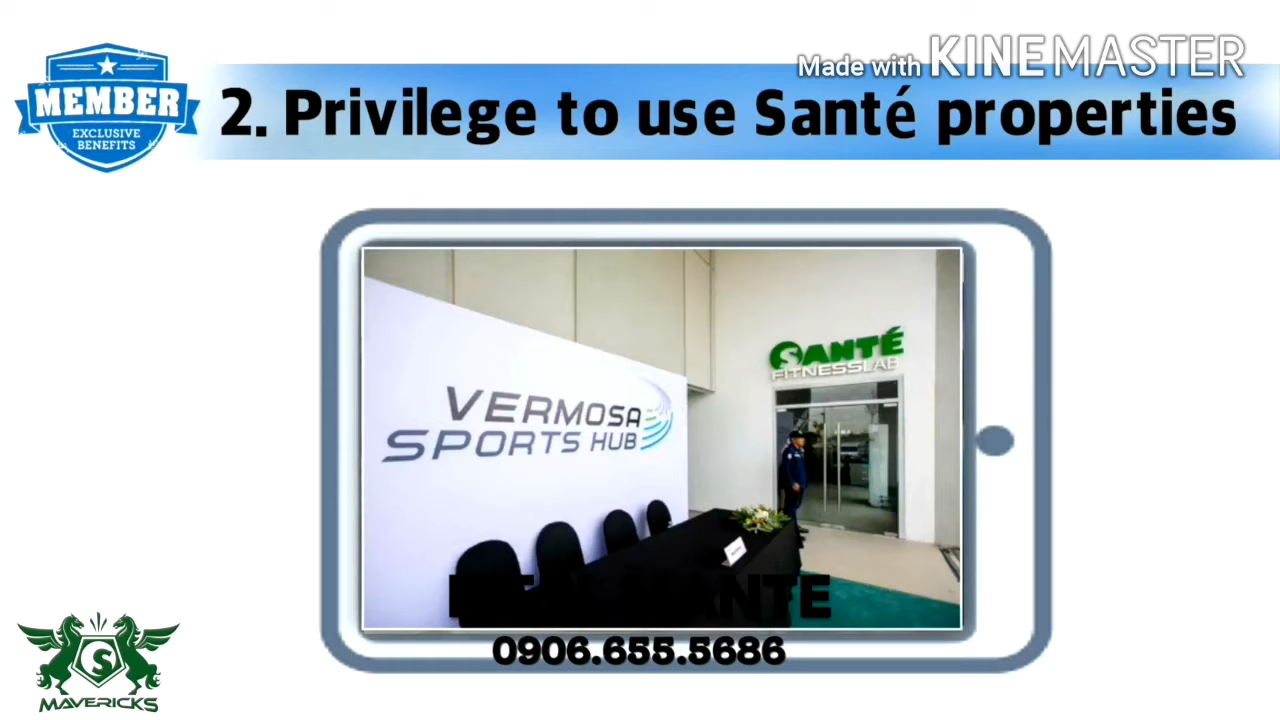 Made with KINEMASTER
MEMBER
EXCLUSIVE
BENEFITS
2. Privilege to use Santé properties
VERMOSA
SPORTS HUB
SANTÉ
FITNESSLAB
0906.655.5686
S
MAVERICKS